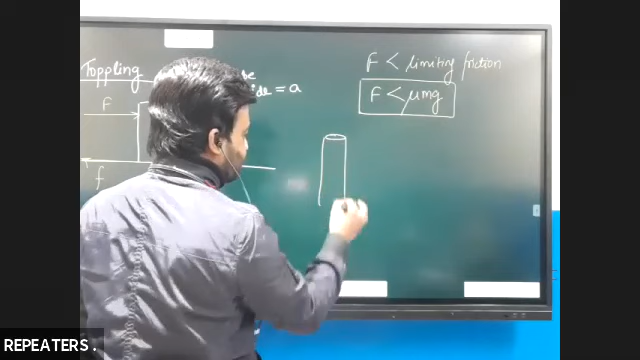 Toppling
= a
F
f
F < limiting friction
F < μmg
REPEATERS.